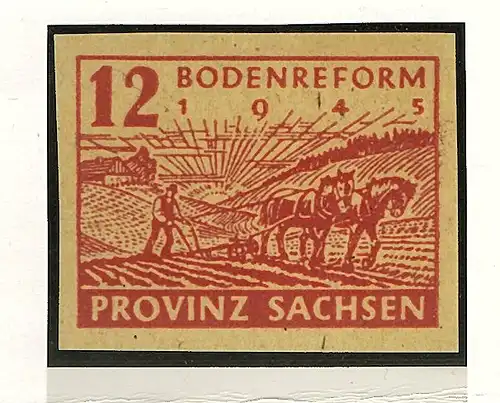 12 BODENREFORM
1 9 4 5
PROVINZ SACHSEN